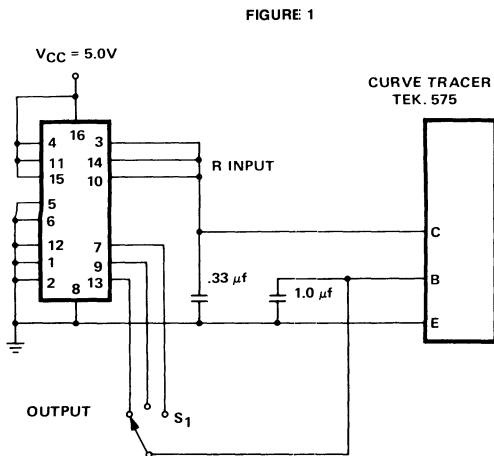 FIGURE 1
VCC = 5.0V
CURVE TRACER
TEK. 575
16
4
11
15
5
6
12
1
2
8
3
14
10
7
9
13
R INPUT
.33 µf
1.0 µf
C
B
E
OUTPUT
S1